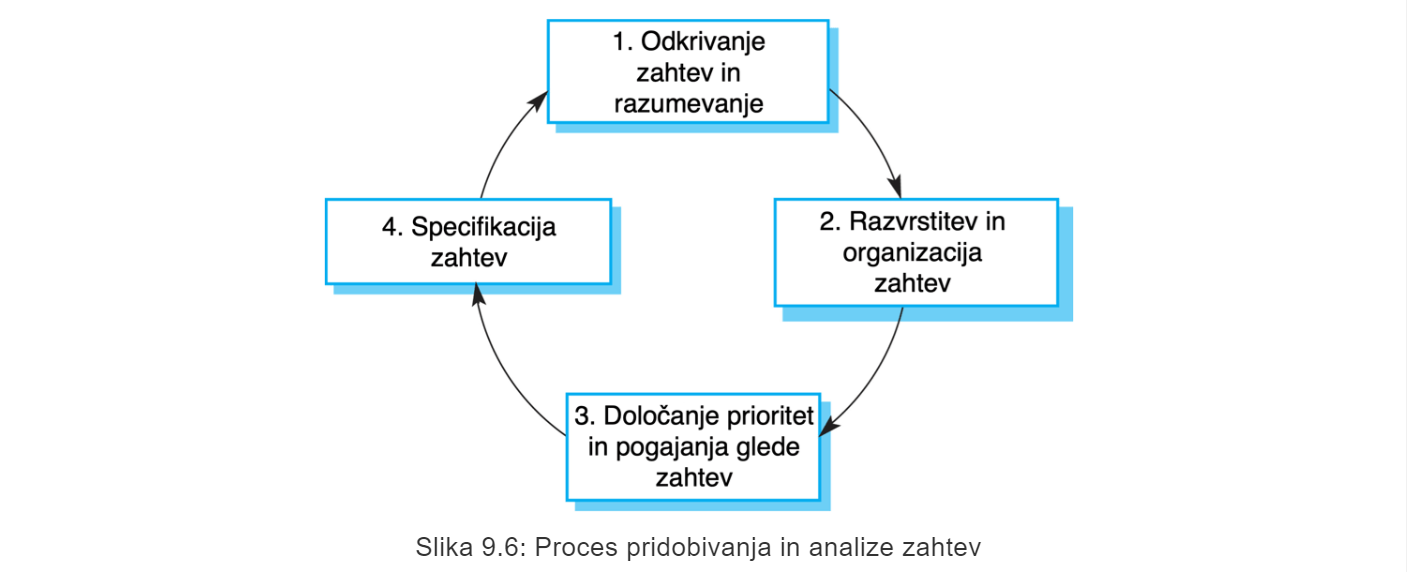 1. Odkrivanje
zahtev in
razumevanje
2. Razvrstitev in
organizacija
zahtev
3. Določanje prioritet
in pogajanja glede
zahtev
4. Specifikacija
zahtev
Slika 9.6: Proces pridobivanja in analize zahtev